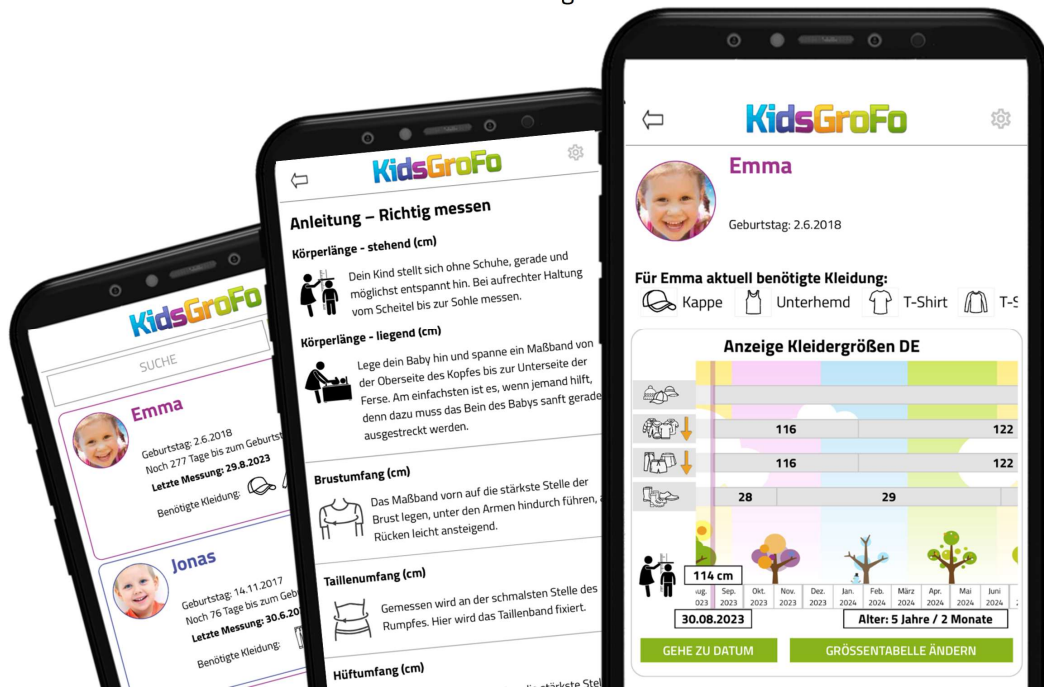 KidsGroFo
SUCHE
Emma
Geburtstag: 2.6.2018
Noch 277 Tage bis zum
Letzte Messung: 29.8.2023
Benötigte Kleidung:
Jonas
Geburtstag: 14.11.2017
Noch 76 Tage bis zum
Letzte Messung:
Benötigte Kleidung:
KidsGroFo
Anleitung – Richtig messen
Körperlänge - stehend (cm)
Dein Kind stellt sich ohne Schuhe, gerade und
möglichst entspannt hin. Bei aufrechter Haltung
vom Scheitel bis zur Sohle messen.
Körperlänge - liegend (cm)
Lege dein Baby hin und spanne ein Maßband von
der Oberseite des Kopfes bis zur Unterseite der
Ferse. Am einfachsten ist es, wenn jemand hilft,
denn dazu muss das Bein des Babys sanft gerade
ausgestreckt werden.
Brustumfang (cm)
Das Maßband vorn auf die stärkste Stelle der
Brust legen, unter den Armen hindurch führen,
Rücken leicht ansteigend.
Taillenumfang (cm)
Gemessen wird an der schmalsten Stelle des
Rumpfes. Hier wird das Taillenband fixiert.
Hüftumfang (cm)
KidsGroFo
Emma
Geburtstag: 2.6.2018
Für Emma aktuell benötigte Kleidung:
Kappe Unterhemd T-Shirt
Anzeige Kleidergrößen DE
116 122
116 122
28 29
114 cm
Sep. Okt. Nov. Dez. Jan. Feb. März Apr. Mai Juni
2023 2023 2023 2023 2024 2024 2024 2024 2024 2024
30.08.2023 Alter: 5 Jahre / 2 Monate
GEHE ZU DATUM GRÖSSENTABELLE ÄNDERN